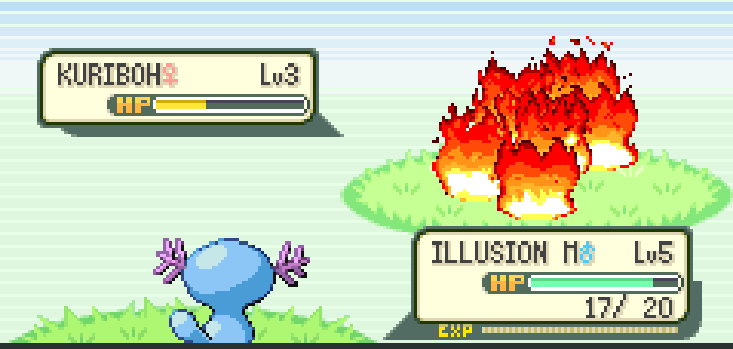 KURIBOH♀ Lv3
HP
ILLUSION M♂ Lv5
HP
17/ 20
EXP